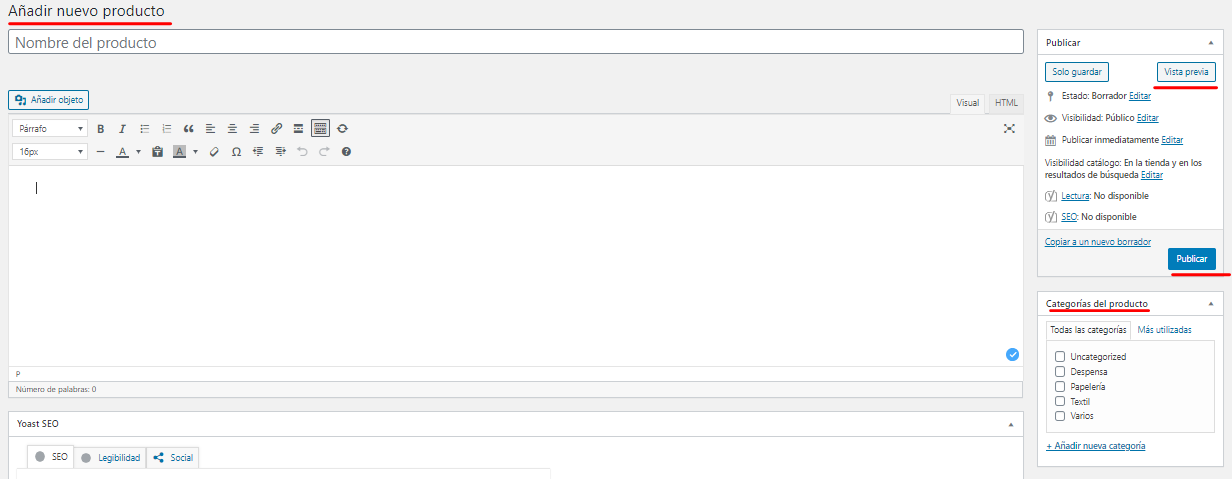 Añadir nuevo producto
Nombre del producto
Añadir objeto
Visual HTML
Párrafo
16px
P
Número de palabras: 0
Yoast SEO
SEO Legibilidad Social
Publicar
Solo guardar Vista previa
Estado: Borrador Editar
Visibilidad: Público Editar
Publicar inmediatamente Editar
Visibilidad catálogo: En la tienda y en los
resultados de búsqueda Editar
Lectura: No disponible
SEO: No disponible
Copiar a un nuevo borrador
Publicar
Categorías del producto
Todas las categorías Más utilizadas
Uncategorized
Despensa
Papelería
Textil
Varios
+ Añadir nueva categoría